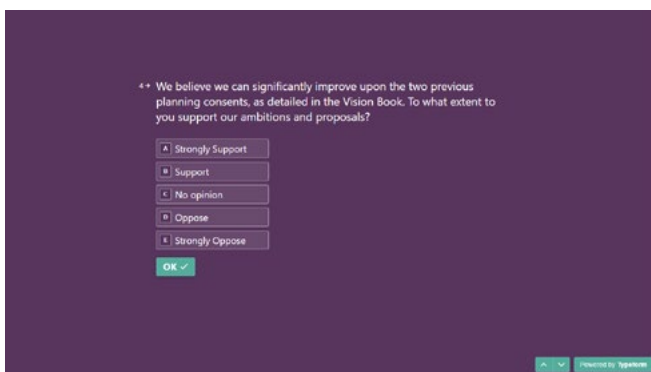 4→ We believe we can significantly improve upon the two previous
planning consents, as detailed in the Vision Book. To what extent to
you support our ambitions and proposals?
A Strongly Support
B Support
C No opinion
D Oppose
E Strongly Oppose
OK ✓
Powered by Typeform